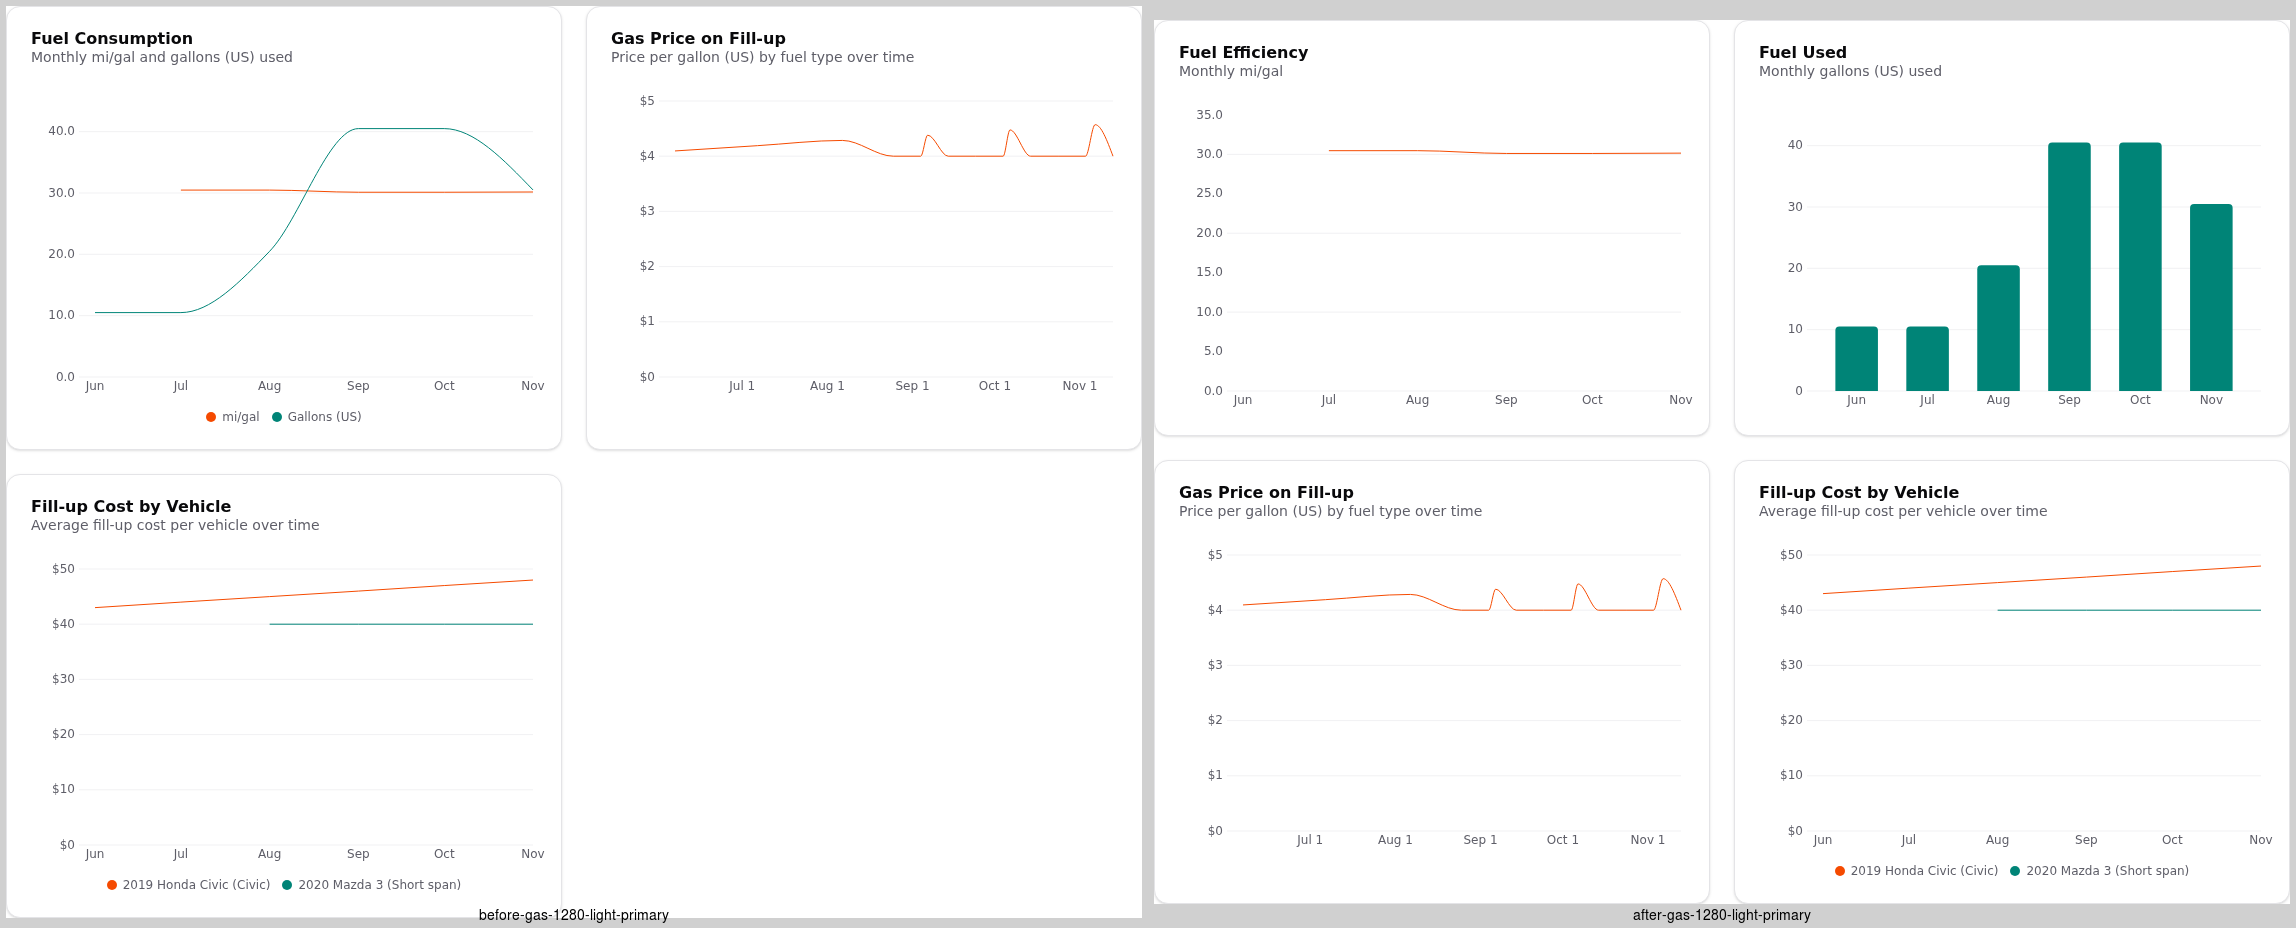 Fuel Consumption
Monthly mi/gal and gallons (US) used
40.0
30.0
20.0
10.0
0.0
Jun Jul Aug Sep Oct Nov
mi/gal Gallons (US)
Gas Price on Fill-up
Price per gallon (US) by fuel type over time
$5
$4
$3
$2
$1
$0
Jul 1 Aug 1 Sep 1 Oct 1 Nov 1
Fill-up Cost by Vehicle
Average fill-up cost per vehicle over time
$50
$40
$30
$20
$10
$0
Jun Jul Aug Sep Oct Nov
2019 Honda Civic (Civic) 2020 Mazda 3 (Short span)
before-gas-1280-light-primary
Fuel Efficiency
Monthly mi/gal
35.0
30.0
25.0
20.0
15.0
10.0
5.0
0.0
Jun Jul Aug Sep Oct Nov
Fuel Used
Monthly gallons (US) used
40
30
20
10
0
Jun Jul Aug Sep Oct Nov
Gas Price on Fill-up
Price per gallon (US) by fuel type over time
$5
$4
$3
$2
$1
$0
Jul 1 Aug 1 Sep 1 Oct 1 Nov 1
Fill-up Cost by Vehicle
Average fill-up cost per vehicle over time
$50
$40
$30
$20
$10
$0
Jun Jul Aug Sep Oct Nov
2019 Honda Civic (Civic) 2020 Mazda 3 (Short span)
after-gas-1280-light-primary